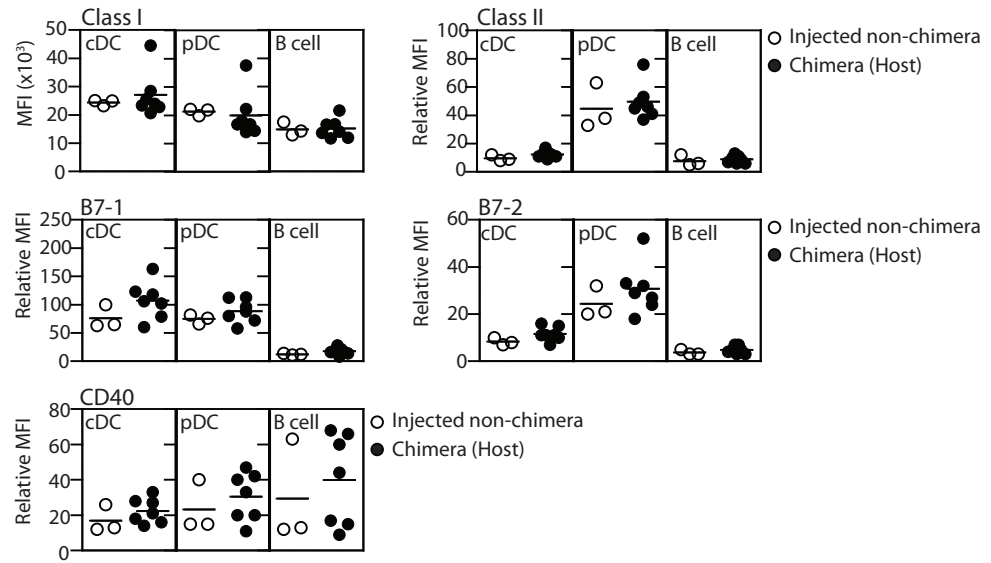 Class I
cDC pDC B cell
MFI (x10³)
50
40
30
20
10
0
Class II
cDC pDC B cell
Relative MFI
100
80
60
40
20
0
Injected non-chimera
Chimera (Host)
B7-1
cDC pDC B cell
Relative MFI
250
200
150
100
50
0
B7-2
cDC pDC B cell
Relative MFI
60
40
20
0
Injected non-chimera
Chimera (Host)
CD40
cDC pDC B cell
Relative MFI
80
60
40
20
0
Injected non-chimera
Chimera (Host)